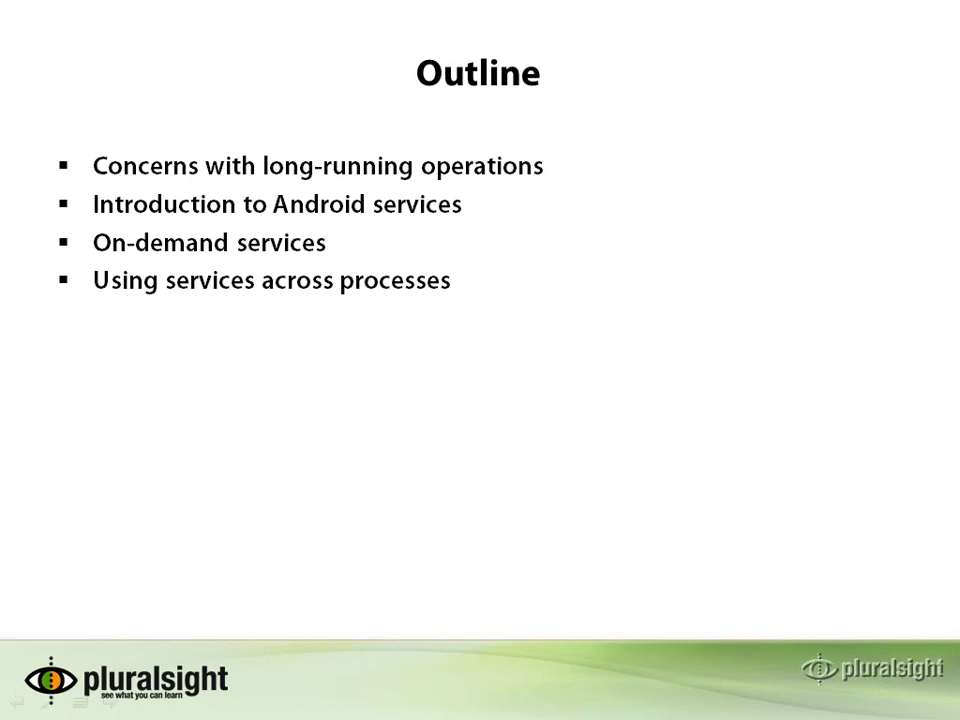 Outline
▪ Concerns with long-running operations
▪ Introduction to Android services
▪ On-demand services
▪ Using services across processes
pluralsight
see what you can learn
pluralsight